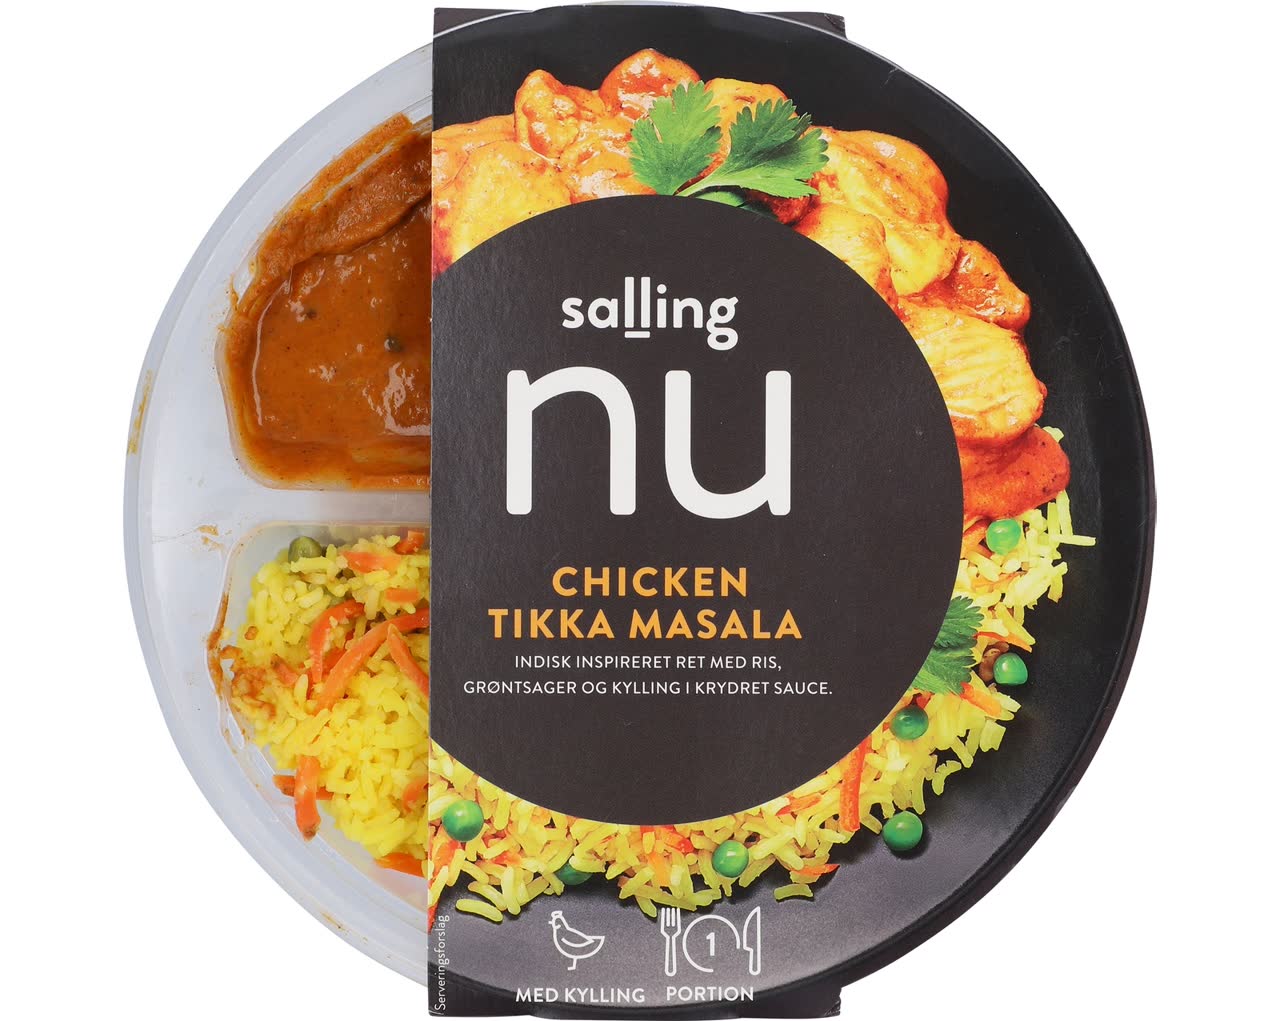 salling
nu
CHICKEN
TIKKA MASALA
INDISK INSPIRERET RET MED RIS,
GRØNTSAGER OG KYLLING I KRYDRET SAUCE.
1
MED KYLLING
PORTION
Serveringsforslag